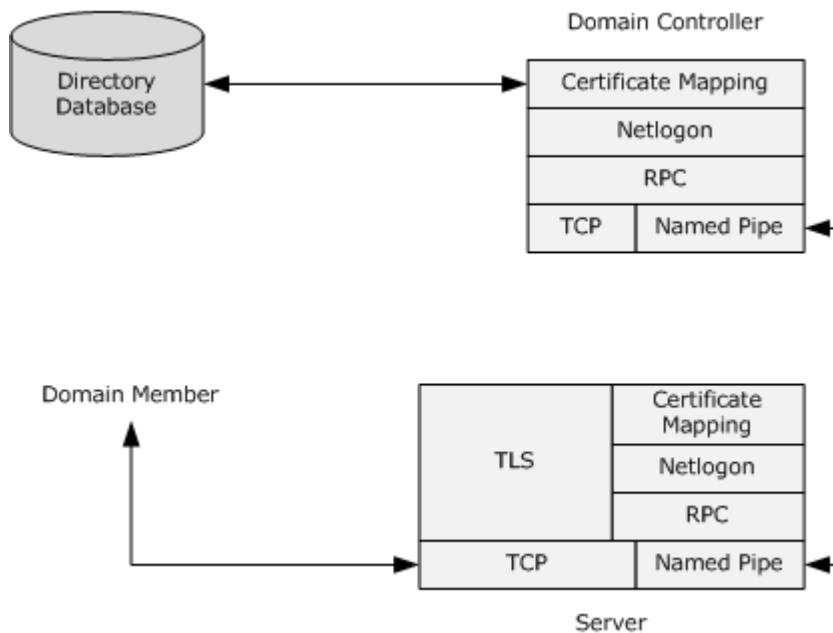 Domain Controller
Directory
Database
Certificate Mapping
Netlogon
RPC
TCP
Named Pipe
Domain Member
TLS
Certificate
Mapping
Netlogon
RPC
TCP
Named Pipe
Server